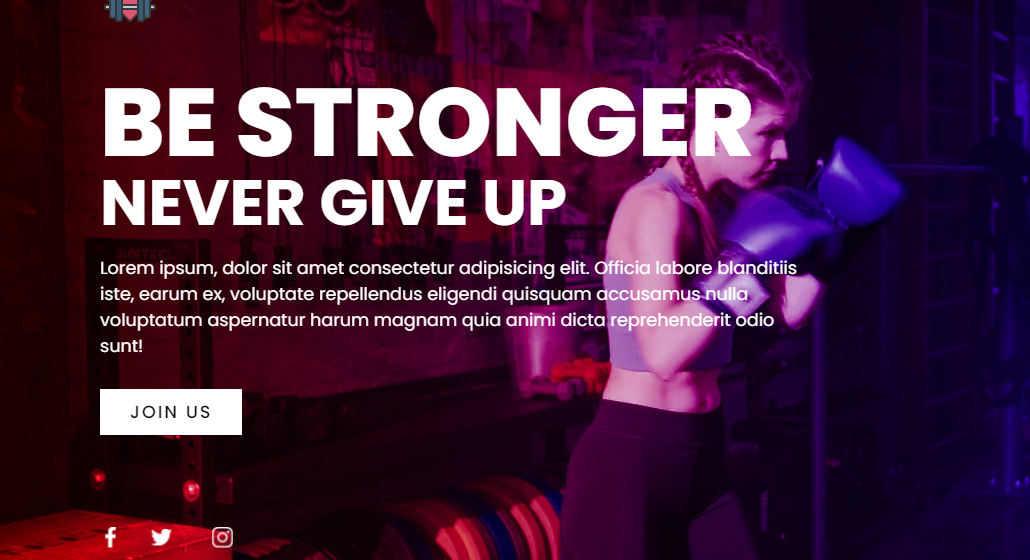 BE STRONGER
NEVER GIVE UP
Lorem ipsum, dolor sit amet consectetur adipisicing elit. Officia labore blanditiis
iste, earum ex, voluptate repellendus eligendi quisquam accusamus nulla
voluptatum aspernatur harum magnam quia animi dicta reprehenderit odio
sunt!
JOIN US